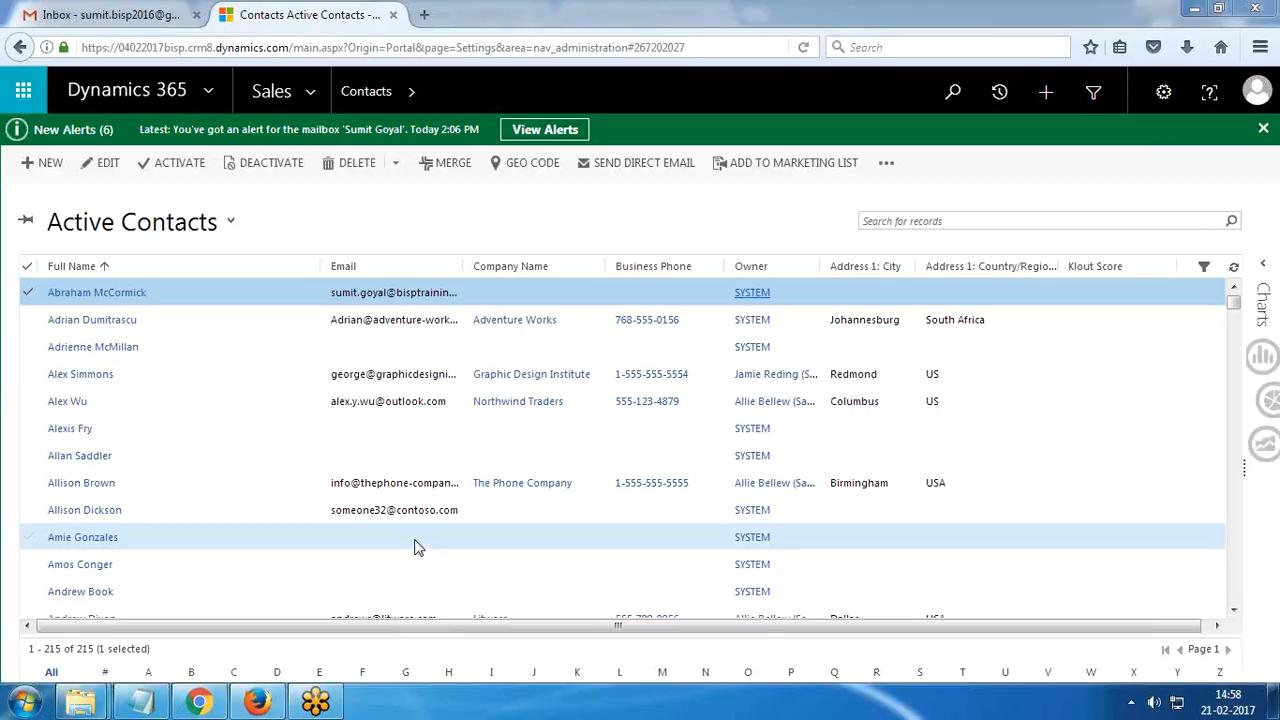 Inbox - sumit.bisp2016@g...
Contacts Active Contacts -...
https://04022017bisp.crm8.dynamics.com/main.aspx?Origin=Portal&page=Settings&area=nav_administration#267202027
Search
Dynamics 365
Sales
Contacts
New Alerts (6)
Latest: You've got an alert for the mailbox 'Sumit Goyal'. Today 2:06 PM
View Alerts
NEW
EDIT
ACTIVATE
DEACTIVATE
DELETE
MERGE
GEO CODE
SEND DIRECT EMAIL
ADD TO MARKETING LIST
Active Contacts
Search for records
Full Name Email Company Name Business Phone Owner Address 1: City Address 1: Country/Regio... Klout Score
Abraham McCormick sumit.goyal@bisptrainin... SYSTEM
Adrian Dumitrascu Adrian@adventure-work... Adventure Works 768-555-0156 SYSTEM Johannesburg South Africa
Adrienne McMillan SYSTEM
Alex Simmons george@graphicdesigni... Graphic Design Institute 1-555-555-5554 Jamie Reding (S... Redmond US
Alex Wu alex.y.wu@outlook.com Northwind Traders 555-123-4879 Allie Bellew (Sa... Columbus US
Alexis Fry SYSTEM
Allan Saddler SYSTEM
Allison Brown info@thephone-compan... The Phone Company 1-555-555-5555 Allie Bellew (Sa... Birmingham USA
Allison Dickson someone32@contoso.com SYSTEM
Amie Gonzales SYSTEM
Amos Conger SYSTEM
Andrew Book SYSTEM
Charts
1 - 215 of 215 (1 selected)
Page 1
All # A B C D E F G H I J K L M N O P Q R S T U V W X Y Z
14:58
21-02-2017